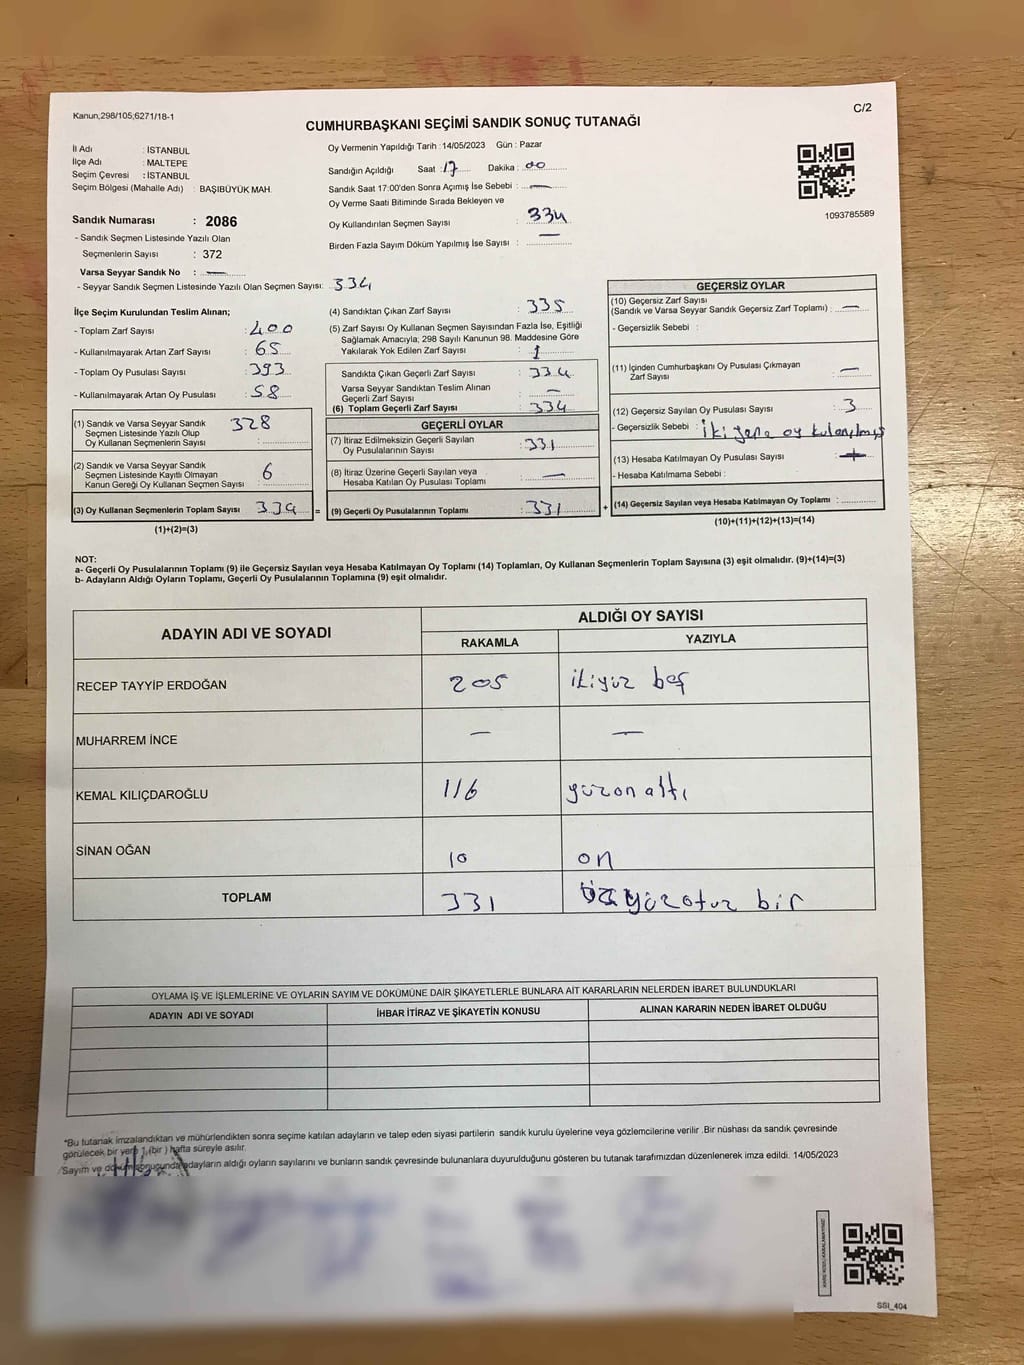 Kanun;298/105;6271/18-1
C/2
CUMHURBAŞKANI SEÇİMİ SANDIK SONUÇ TUTANAĞI
İl Adı : İSTANBUL
İlçe Adı : MALTEPE
Seçim Çevresi : İSTANBUL
Seçim Bölgesi (Mahalle Adı) : BAŞIBÜYÜK MAH.
Sandık Numarası : 2086
- Sandık Seçmen Listesinde Yazılı Olan
Seçmenlerin Sayısı : 372
Varsa Seyyar Sandık No : —
- Seyyar Sandık Seçmen Listesinde Yazılı Olan Seçmen Sayısı: 334
Oy Vermenin Yapıldığı Tarih : 14/05/2023 Gün : Pazar
Sandığın Açıldığı Saat : 17 Dakika : 00
Sandık Saat 17:00'den Sonra Açımış İse Sebebi : —
Oy Verme Saati Bitiminde Sırada Bekleyen ve
Oy Kullandırılan Seçmen Sayısı : 334
Birden Fazla Sayım Döküm Yapılmış İse Sayısı : —
1093785589
İlçe Seçim Kurulundan Teslim Alınan;
- Toplam Zarf Sayısı : 400
- Kullanılmayarak Artan Zarf Sayısı : 65
- Toplam Oy Pusulası Sayısı : 393
- Kullanılmayarak Artan Oy Pusulası : 58
(1) Sandık ve Varsa Seyyar Sandık 328
Seçmen Listesinde Yazılı Olup
Oy Kullanan Seçmenlerin Sayısı :
(2) Sandık ve Varsa Seyyar Sandık
Seçmen Listesinde Kayıtlı Olmayan 6
Kanun Gereği Oy Kullanan Seçmen Sayısı :
(3) Oy Kullanan Seçmenlerin Toplam Sayısı 334 =
(1)+(2)=(3)
(4) Sandıktan Çıkan Zarf Sayısı : 335
(5) Zarf Sayısı Oy Kullanan Seçmen Sayısından Fazla İse, Eşitliği
Sağlamak Amacıyla; 298 Sayılı Kanunun 98. Maddesine Göre
Yakılarak Yok Edilen Zarf Sayısı : 1
Sandıkta Çıkan Geçerli Zarf Sayısı : 334
Varsa Seyyar Sandıktan Teslim Alınan
Geçerli Zarf Sayısı : —
(6) Toplam Geçerli Zarf Sayısı : 334
GEÇERLİ OYLAR
(7) İtiraz Edilmeksizin Geçerli Sayılan
Oy Pusulalarının Sayısı : 331
(8) İtiraz Üzerine Geçerli Sayılan veya
Hesaba Katılan Oy Pusulası Toplamı : —
(9) Geçerli Oy Pusulalarının Toplamı : 331 +
GEÇERSİZ OYLAR
(10) Geçersiz Zarf Sayısı
(Sandık ve Varsa Seyyar Sandık Geçersiz Zarf Toplamı) : —
- Geçersizlik Sebebi :
(11) İçinden Cumhurbaşkanı Oy Pusulası Çıkmayan
Zarf Sayısı : —
(12) Geçersiz Sayılan Oy Pusulası Sayısı : 3
- Geçersizlik Sebebi : iki yere oy kulanılmış
(13) Hesaba Katılmayan Oy Pusulası Sayısı :
- Hesaba Katılmama Sebebi :
(14) Geçersiz Sayılan veya Hesaba Katılmayan Oy Toplamı :
(10)+(11)+(12)+(13)=(14)
NOT:
a- Geçerli Oy Pusulalarının Toplamı (9) ile Geçersiz Sayılan veya Hesaba Katılmayan Oy Toplamı (14) Toplamları, Oy Kullanan Seçmenlerin Toplam Sayısına (3) eşit olmalıdır. (9)+(14)=(3)
b- Adayların Aldığı Oyların Toplamı, Geçerli Oy Pusulalarının Toplamına (9) eşit olmalıdır.
ADAYIN ADI VE SOYADI
ALDIĞI OY SAYISI
RAKAMLA YAZIYLA
RECEP TAYYİP ERDOĞAN 205 ikiyüz beş
MUHARREM İNCE — —
KEMAL KILIÇDAROĞLU 116 yüzonaltı
SİNAN OĞAN 10 on
TOPLAM 331 üçyüzotuz bir
OYLAMA İŞ VE İŞLEMLERİNE VE OYLARIN SAYIM VE DÖKÜMÜNE DAİR ŞİKAYETLERLE BUNLARA AİT KARARLARIN NELERDEN İBARET BULUNDUKLARI
ADAYIN ADI VE SOYADI İHBAR İTİRAZ VE ŞİKAYETİN KONUSU ALINAN KARARIN NEDEN İBARET OLDUĞU
*Bu tutanak imzalandıktan ve mühürlendikten sonra seçime katılan adayların ve talep eden siyasi partilerin sandık kurulu üyelerine veya gözlemcilerine verilir .Bir nüshası da sandık çevresinde
görülecek bir yere 1 (bir ) hafta süreyle asılır.
Sayım ve döküm sonucunda adayların aldığı oyların sayılarını ve bunların sandık çevresinde bulunanlara duyurulduğunu gösteren bu tutanak tarafımızdan düzenlenerek imza edildi. 14/05/2023
SSI_404